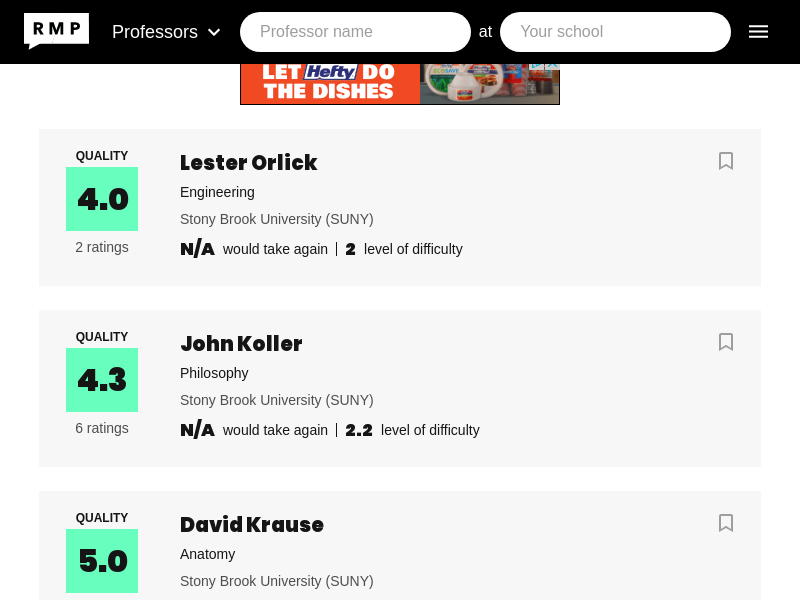 RMP Professors Professor name at Your school
LET Hefty DO
THE DISHES
ECOSAVE
QUALITY
4.0
2 ratings
Lester Orlick
Engineering
Stony Brook University (SUNY)
N/A would take again | 2 level of difficulty
QUALITY
4.3
6 ratings
John Koller
Philosophy
Stony Brook University (SUNY)
N/A would take again | 2.2 level of difficulty
QUALITY
5.0
David Krause
Anatomy
Stony Brook University (SUNY)